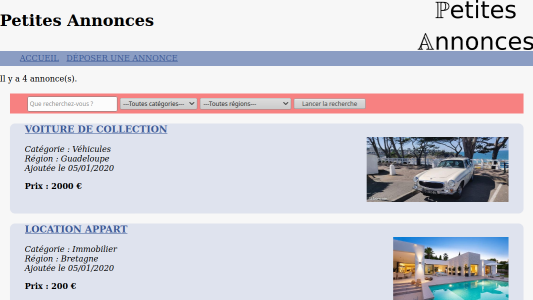 Petites Annonces
ℙetites
𝔸nnonces
ACCUEIL DÉPOSER UNE ANNONCE
Il y a 4 annonce(s).
Que recherchez-vous ? ---Toutes catégories--- ---Toutes régions--- Lancer la recherche
VOITURE DE COLLECTION
Catégorie : Véhicules
Région : Guadeloupe
Ajoutée le 05/01/2020
Prix : 2000 €
LOCATION APPART
Catégorie : Immobilier
Région : Bretagne
Ajoutée le 05/01/2020
Prix : 200 €